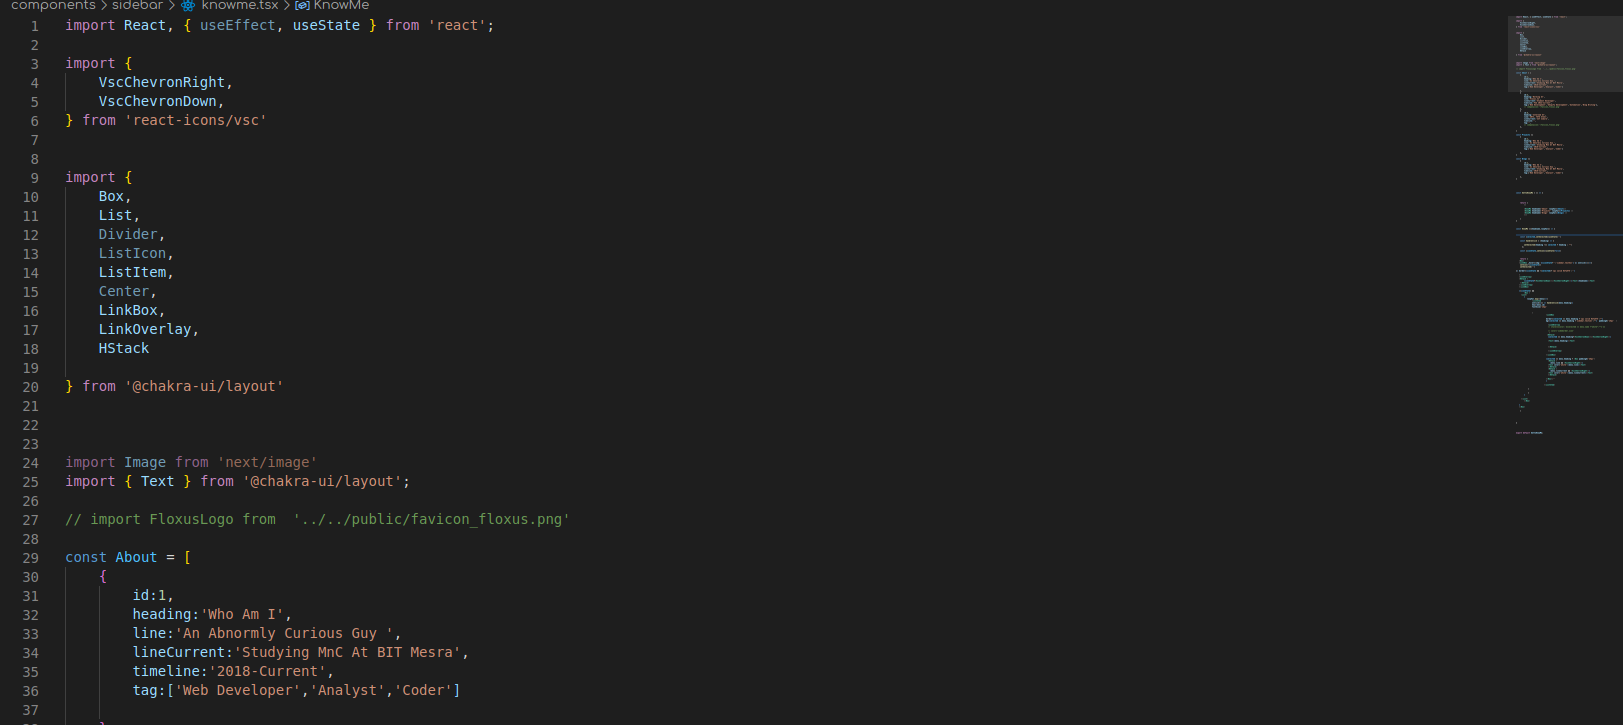 components > sidebar > knowme.tsx > KnowMe
1 import React, { useEffect, useState } from 'react';
2
3 import {
4 VscChevronRight,
5 VscChevronDown,
6 } from 'react-icons/vsc'
7
8
9 import {
10 Box,
11 List,
12 Divider,
13 ListIcon,
14 ListItem,
15 Center,
16 LinkBox,
17 LinkOverlay,
18 HStack
19
20 } from '@chakra-ui/layout'
21
22
23
24 import Image from 'next/image'
25 import { Text } from '@chakra-ui/layout';
26
27 // import FloxusLogo from  '../../public/favicon_floxus.png'
28
29 const About = [
30 {
31 id:1,
32 heading:'Who Am I',
33 line:'An Abnormly Curious Guy ',
34 lineCurrent:'Studying MnC At BIT Mesra',
35 timeline:'2018-Current',
36 tag:['Web Developer','Analyst','Coder']
37